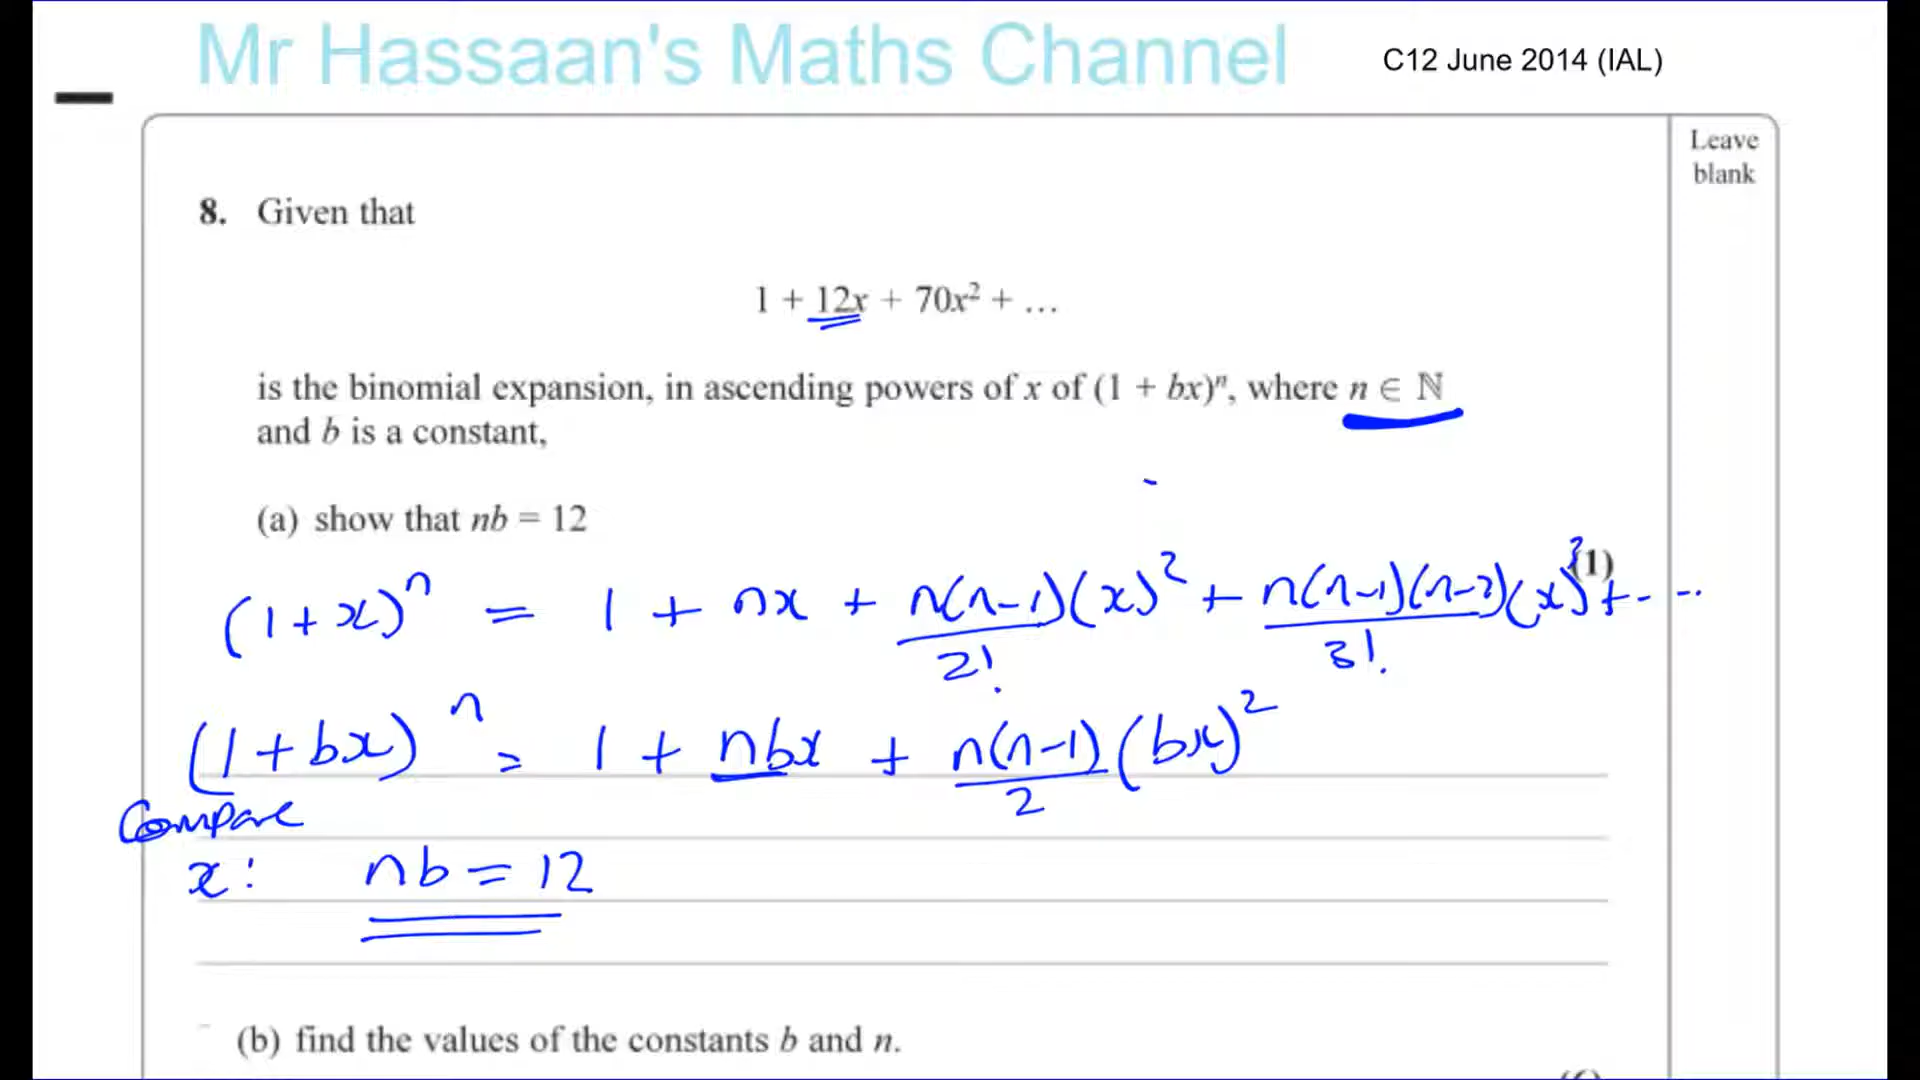 Mr Hassaan's Maths Channel
C12 June 2014 (IAL)
Leave
blank
8. Given that
1 + 12x + 70x² + …
is the binomial expansion, in ascending powers of x of (1 + bx)ⁿ, where n ∈ ℕ
and b is a constant,
(a) show that nb = 12
(1)
(1+x)ⁿ = 1 + nx + n(n-1)(x)²/2! + n(n-1)(n-2)(x)³/3! + ...
(1+bx)ⁿ = 1 + nbx + n(n-1)/2 (bx)²
Compare
x: nb = 12
(b) find the values of the constants b and n.